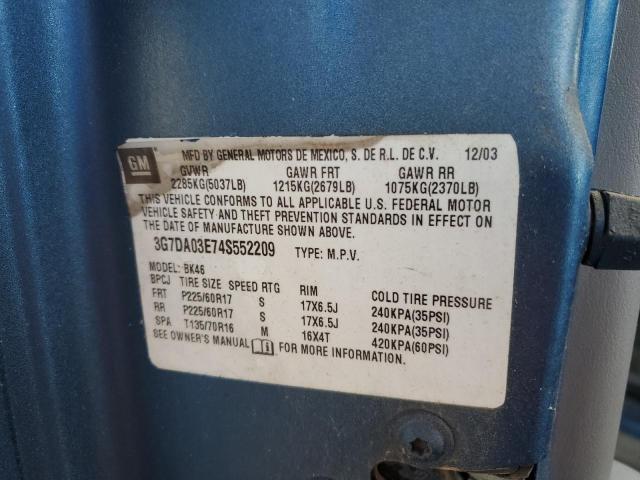 GM
MFD BY GENERAL MOTORS DE MEXICO, S. DE R.L. DE C.V. 12/03
GVWR GAWR FRT GAWR RR
2285KG(5037LB) 1215KG(2679LB) 1075KG(2370LB)
THIS VEHICLE CONFORMS TO ALL APPLICABLE U.S. FEDERAL MOTOR
VEHICLE SAFETY AND THEFT PREVENTION STANDARDS IN EFFECT ON
THE DATE OF MANUFACTURE SHOWN ABOVE.
3G7DA03E74S552209 TYPE: M.P.V.
MODEL: BK46
BPCJ TIRE SIZE SPEED RTG RIM COLD TIRE PRESSURE
FRT P225/60R17 S 17X6.5J 240KPA(35PSI)
RR P225/60R17 S 17X6.5J 240KPA(35PSI)
SPA T135/70R16 M 16X4T 420KPA(60PSI)
SEE OWNER'S MANUAL FOR MORE INFORMATION.